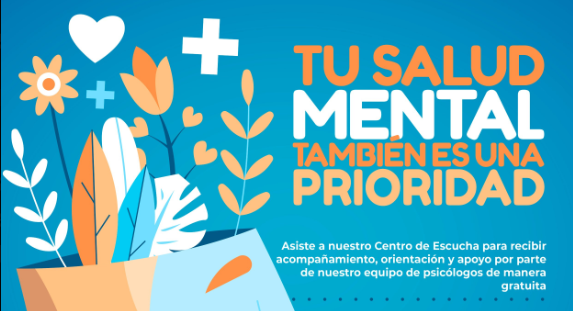 TU SALUD
MENTAL
TAMBIÉN ES UNA
PRIORIDAD
Asiste a nuestro Centro de Escucha para recibir
acompañamiento, orientación y apoyo por parte
de nuestro equipo de psicólogos de manera
gratuita